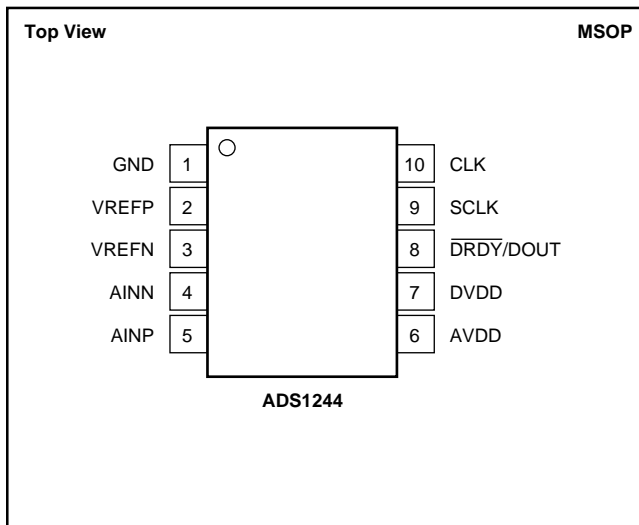 Top View MSOP
GND 1 10 CLK
VREFP 2 9 SCLK
VREFN 3 8 D̅R̅D̅Y̅/DOUT
AINN 4 7 DVDD
AINP 5 6 AVDD
ADS1244